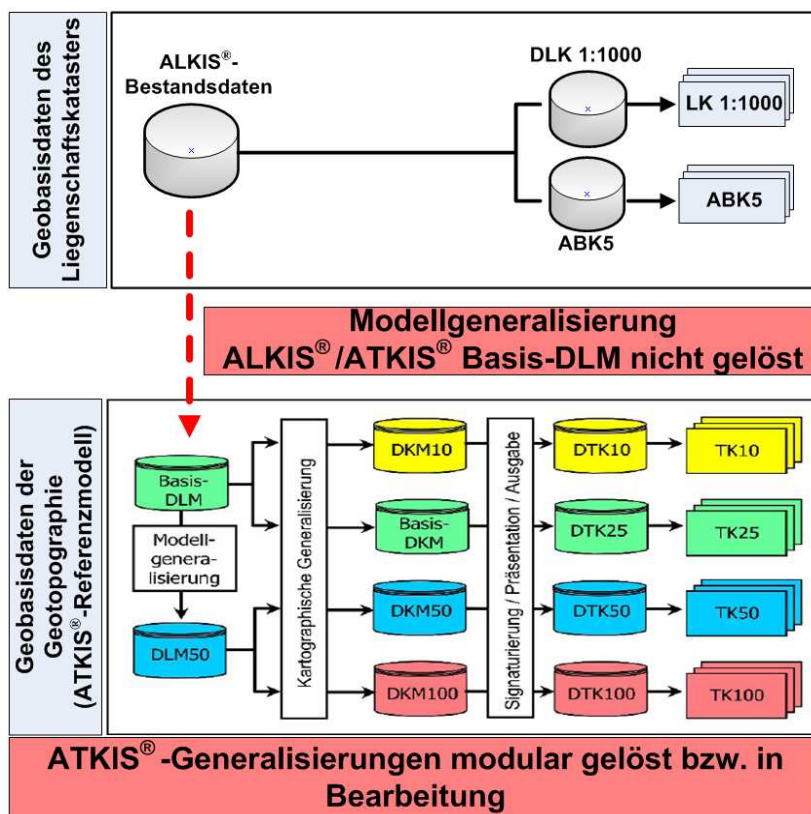 Geobasisdaten des
Liegenschaftskatasters
ALKIS®-
Bestandsdaten
DLK 1:1000
LK 1:1000
ABK5
ABK5
Modellgeneralisierung
ALKIS®/ATKIS® Basis-DLM nicht gelöst
Geobasisdaten der
Geotopographie
(ATKIS®-Referenzmodell)
Basis-
DLM
Modell-
genera-
lisierung
DLM50
Kartographische Generalisierung
DKM10
Basis-
DKM
DKM50
DKM100
Signaturierung / Präsentation / Ausgabe
DTK10
DTK25
DTK50
DTK100
TK10
TK25
TK50
TK100
ATKIS® -Generalisierungen modular gelöst bzw. in
Bearbeitung